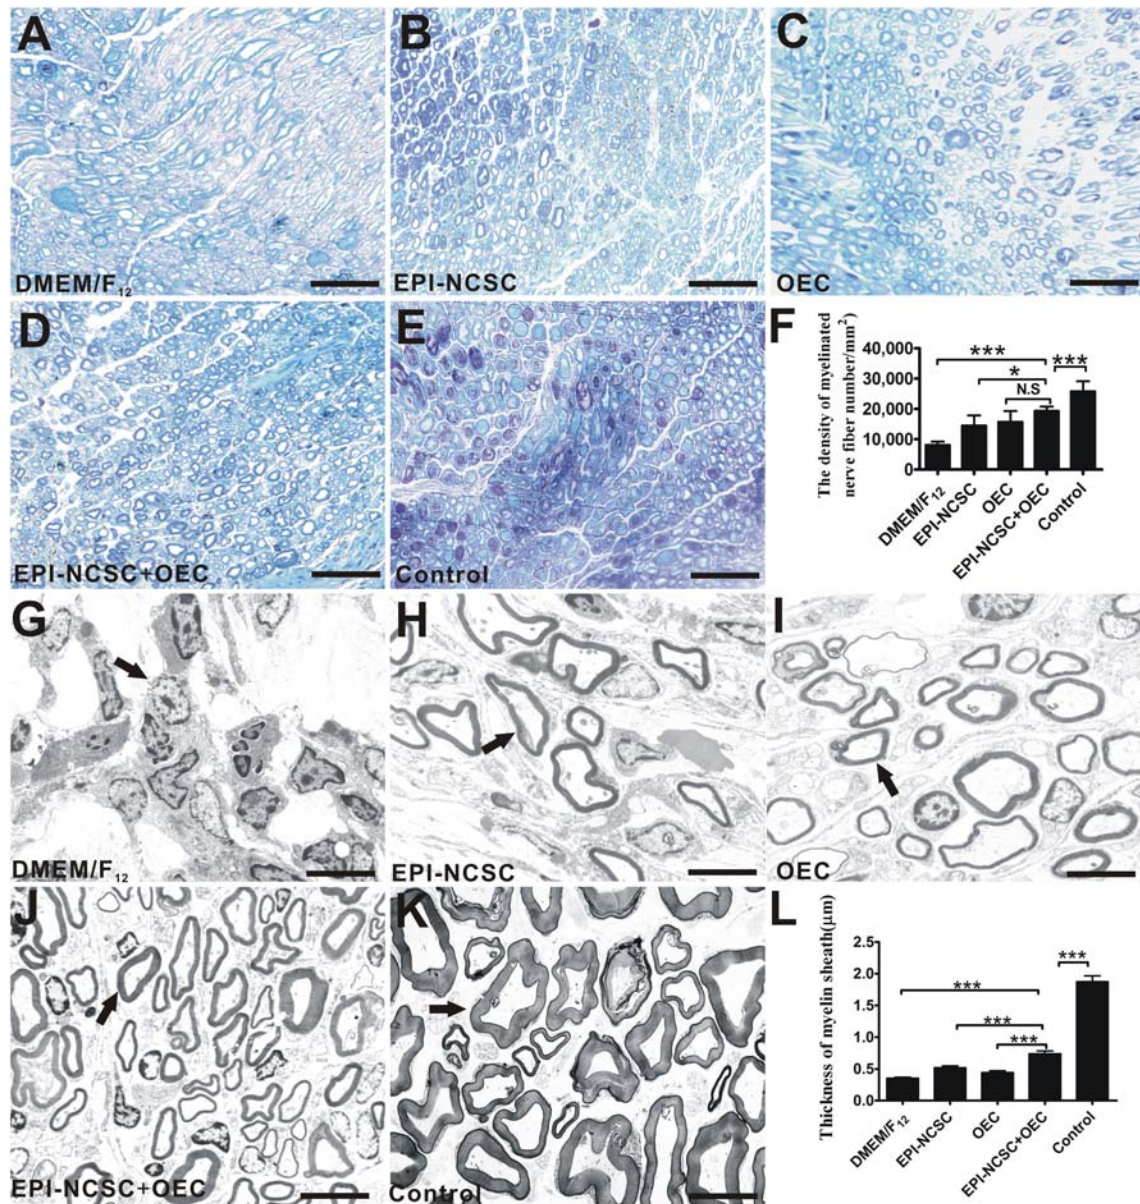 A
DMEM/F₁₂
B
EPI-NCSC
C
OEC
D
EPI-NCSC+OEC
E
Control
F
The density of myelinated
nerve fiber number/mm²)
40,000
30,000
20,000
10,000
0
***
*
N.S
***
DMEM/F₁₂
EPI-NCSC
OEC
EPI-NCSC+OEC
Control
G
DMEM/F₁₂
H
EPI-NCSC
I
OEC
J
EPI-NCSC+OEC
K
Control
L
Thickness of myelin sheath(μm)
2.5
2.0
1.5
1.0
0.5
0.0
***
***
***
***
DMEM/F₁₂
EPI-NCSC
OEC
EPI-NCSC+OEC
Control